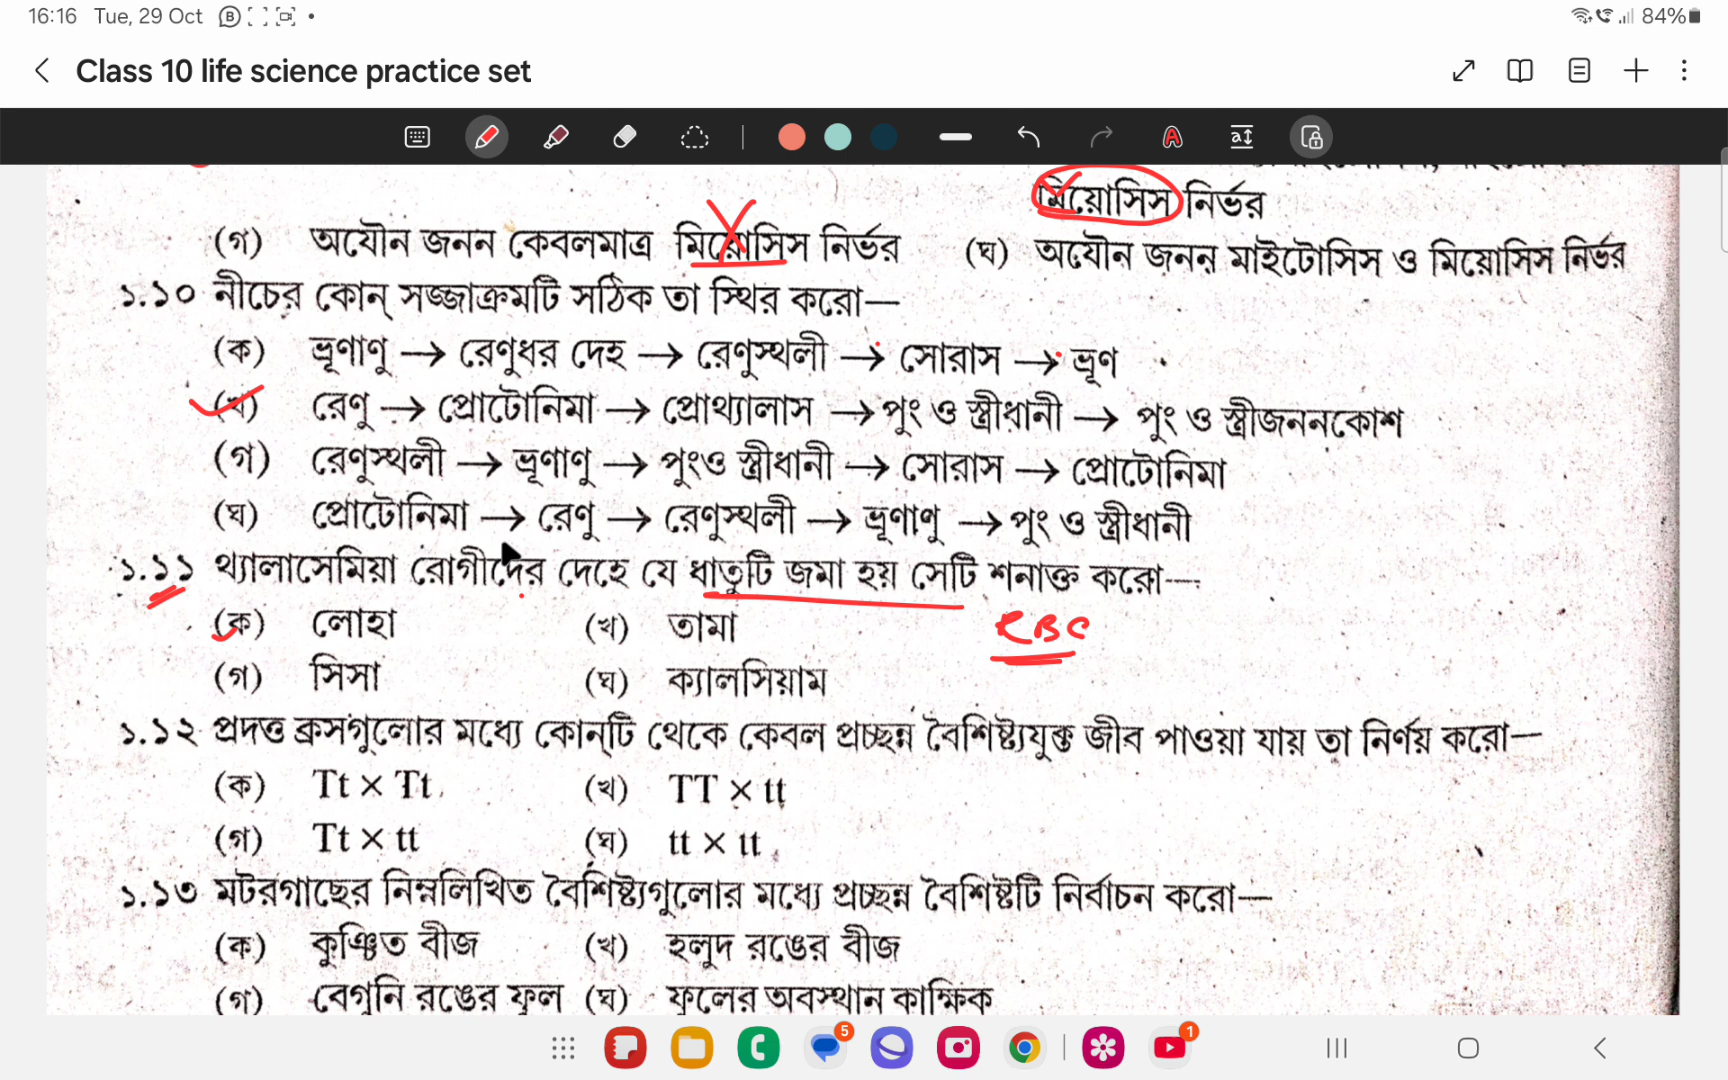 16:16 Tue, 29 Oct 84%
Class 10 life science practice set
মিয়োসিস নির্ভর
(গ) অযৌন জনন কেবলমাত্র মিয়োসিস নির্ভর (ঘ) অযৌন জনন মাইটোসিস ও মিয়োসিস নির্ভর
১.১০ নীচের কোন্ সজ্জাক্রমটি সঠিক তা স্থির করো—
(ক) ভ্রূণাণু → রেণুধর দেহ → রেণুস্থলী → সোরাস → ভ্রূণ
(খ) রেণু → প্রোটোনিমা → প্রোথ্যালাস → পুং ও স্ত্রীধানী → পুং ও স্ত্রীজননকোশ
(গ) রেণুস্থলী → ভ্রূণাণু → পুংও স্ত্রীধানী → সোরাস → প্রোটোনিমা
(ঘ) প্রোটোনিমা → রেণু → রেণুস্থলী → ভ্রূণাণু → পুং ও স্ত্রীধানী
১.১১ থ্যালাসেমিয়া রোগীদের দেহে যে ধাতুটি জমা হয় সেটি শনাক্ত করো—
(ক) লোহা (খ) তামা RBC
(গ) সিসা (ঘ) ক্যালসিয়াম
১.১২ প্রদত্ত ক্রসগুলোর মধ্যে কোন্‌টি থেকে কেবল প্রচ্ছন্ন বৈশিষ্ট্যযুক্ত জীব পাওয়া যায় তা নির্ণয় করো—
(ক) Tt × Tt (খ) TT × tt
(গ) Tt × tt (ঘ) tt × tt
১.১৩ মটরগাছের নিম্নলিখিত বৈশিষ্ট্যগুলোর মধ্যে প্রচ্ছন্ন বৈশিষ্টটি নির্বাচন করো—
(ক) কুঞ্চিত বীজ (খ) হলুদ রঙের বীজ
(গ) বেগুনি রঙের ফুল (ঘ) ফুলের অবস্থান কাক্ষিক
5 1